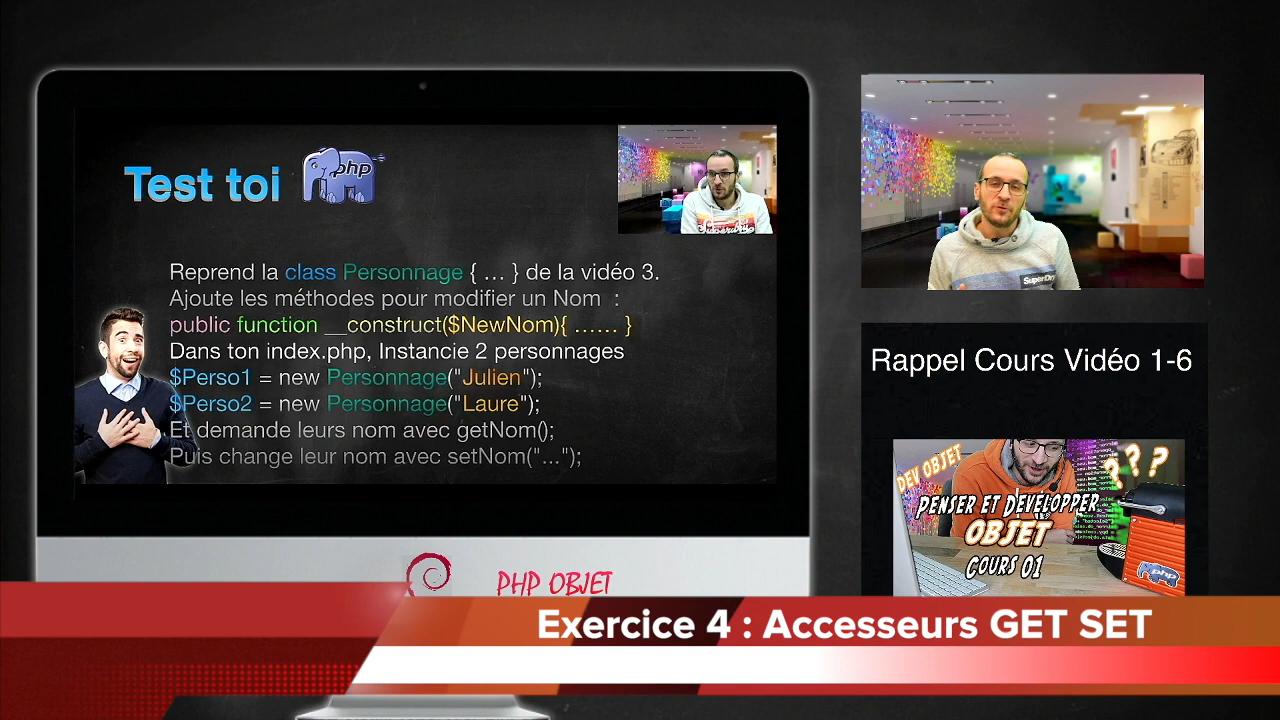 Test toi
php
Reprend la class Personnage { ... } de la vidéo 3.
Ajoute les méthodes pour modifier un Nom :
public function __construct($NewNom){ ...... }
Dans ton index.php, Instancie 2 personnages
$Perso1 = new Personnage("Julien");
$Perso2 = new Personnage("Laure");
Et demande leurs nom avec getNom();
Puis change leur nom avec setNom("...");
SuperDry
Rappel Cours Vidéo 1-6
DEV OBJET
???
PENSER ET DEVELOPPER
OBJET
COURS 01
php
PHP OBJET
Exercice 4 : Accesseurs GET SET